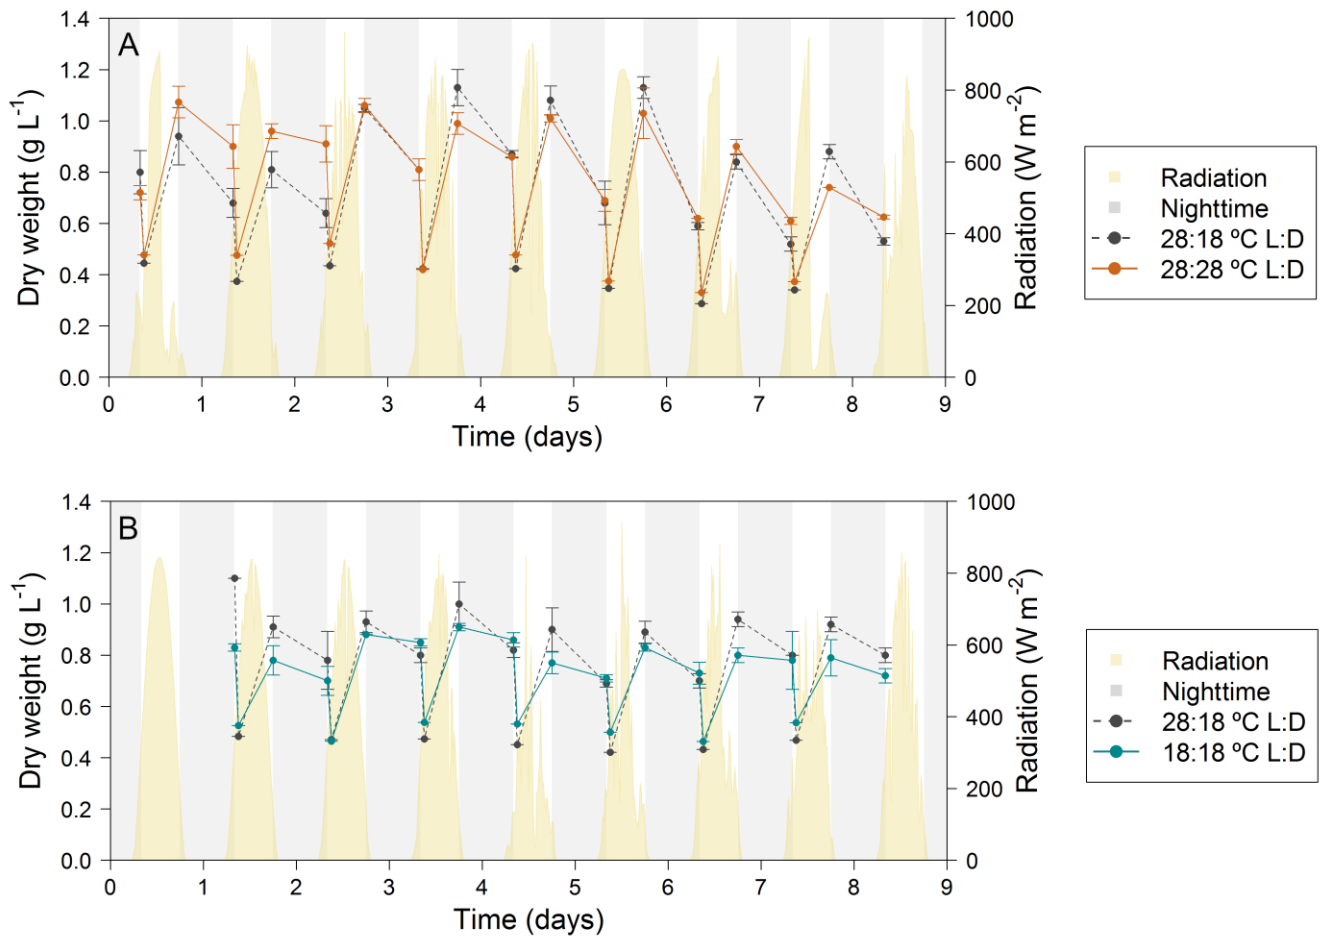 A
Dry weight (g L⁻¹)
1.4
1.2
1.0
0.8
0.6
0.4
0.2
0.0
1000
800
600
400
200
0
Radiation (W m⁻²)
0 1 2 3 4 5 6 7 8 9
Time (days)
Radiation
Nighttime
28:18 ºC L:D
28:28 ºC L:D
B
Dry weight (g L⁻¹)
1.4
1.2
1.0
0.8
0.6
0.4
0.2
0.0
1000
800
600
400
200
0
Radiation (W m⁻²)
0 1 2 3 4 5 6 7 8 9
Time (days)
Radiation
Nighttime
28:18 ºC L:D
18:18 ºC L:D